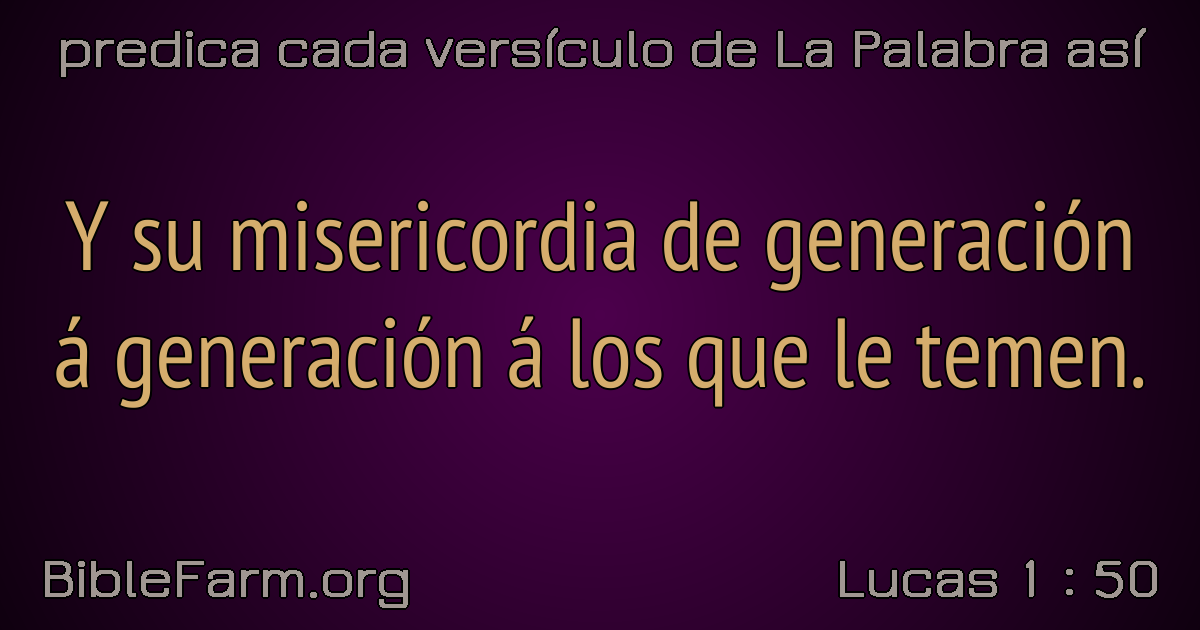 predica cada versículo de La Palabra así
Y su misericordia de generación
á generación á los que le temen.
BibleFarm.org
Lucas 1 : 50